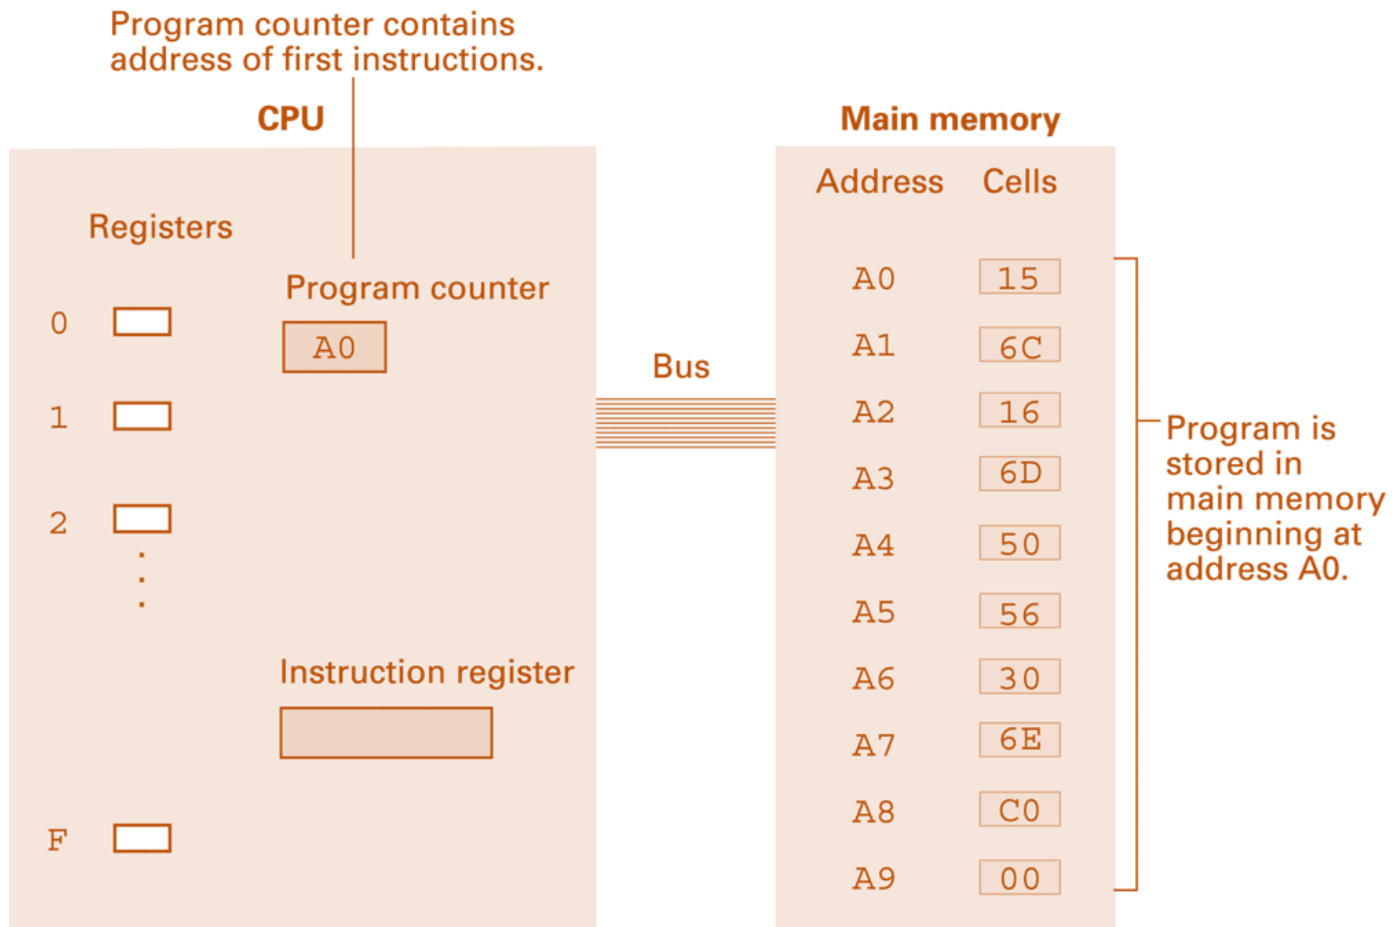 Program counter contains
address of first instructions.
CPU
Main memory
Registers
Address Cells
Program counter
0
A0
1
2
Instruction register
F
Bus
A0 15
A1 6C
A2 16
A3 6D
A4 50
A5 56
A6 30
A7 6E
A8 C0
A9 00
Program is
stored in
main memory
beginning at
address A0.